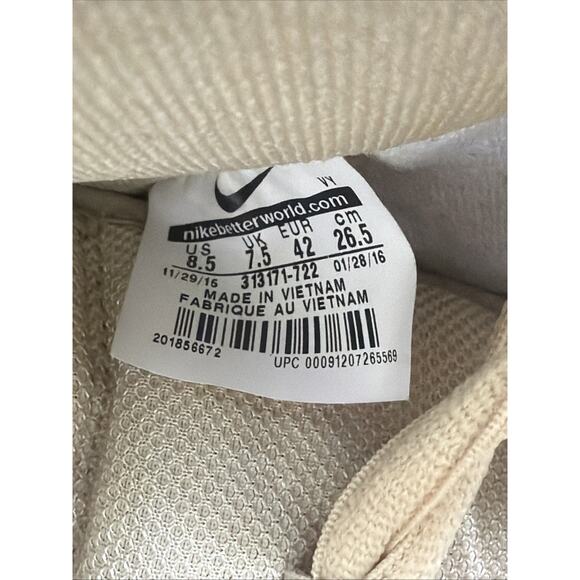 VY
nikebetterworld.com
US UK EUR cm
8.5 7.5 42 26.5
11/29/16 313171-722 01/28/16
MADE IN VIETNAM
FABRIQUE AU VIETNAM
201856672
UPC 00091207265569